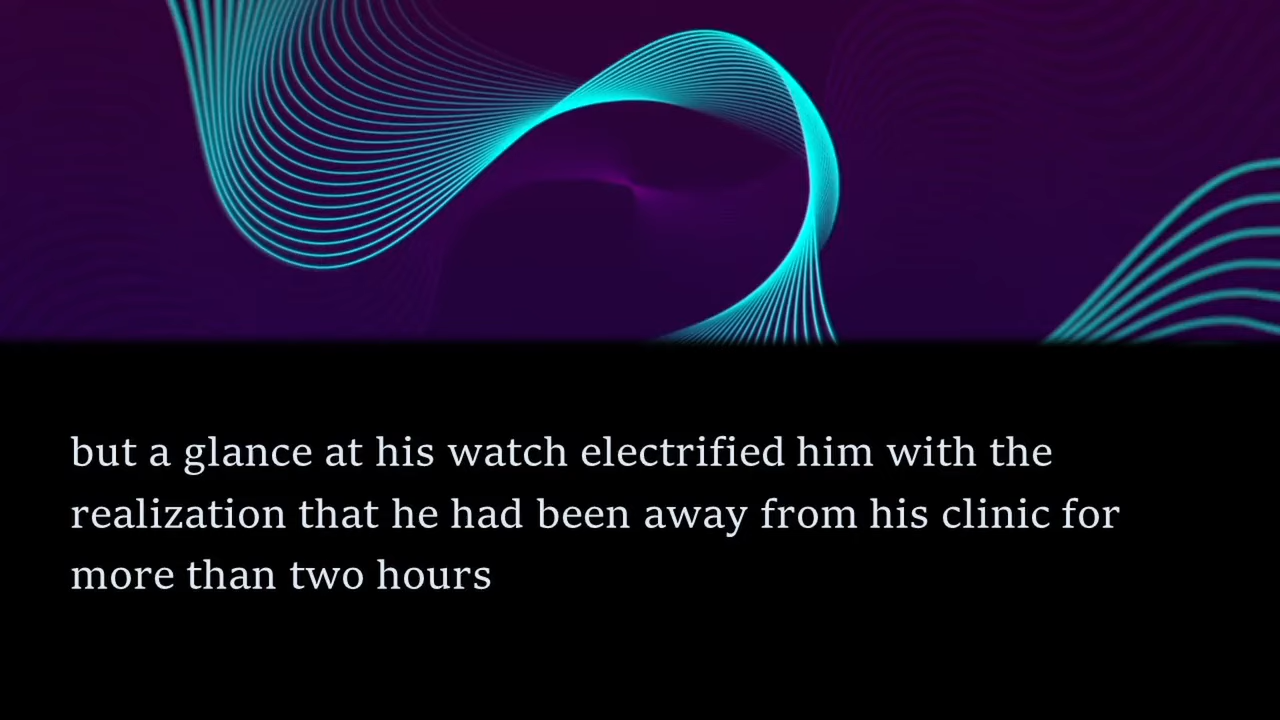 but a glance at his watch electrified him with the
realization that he had been away from his clinic for
more than two hours